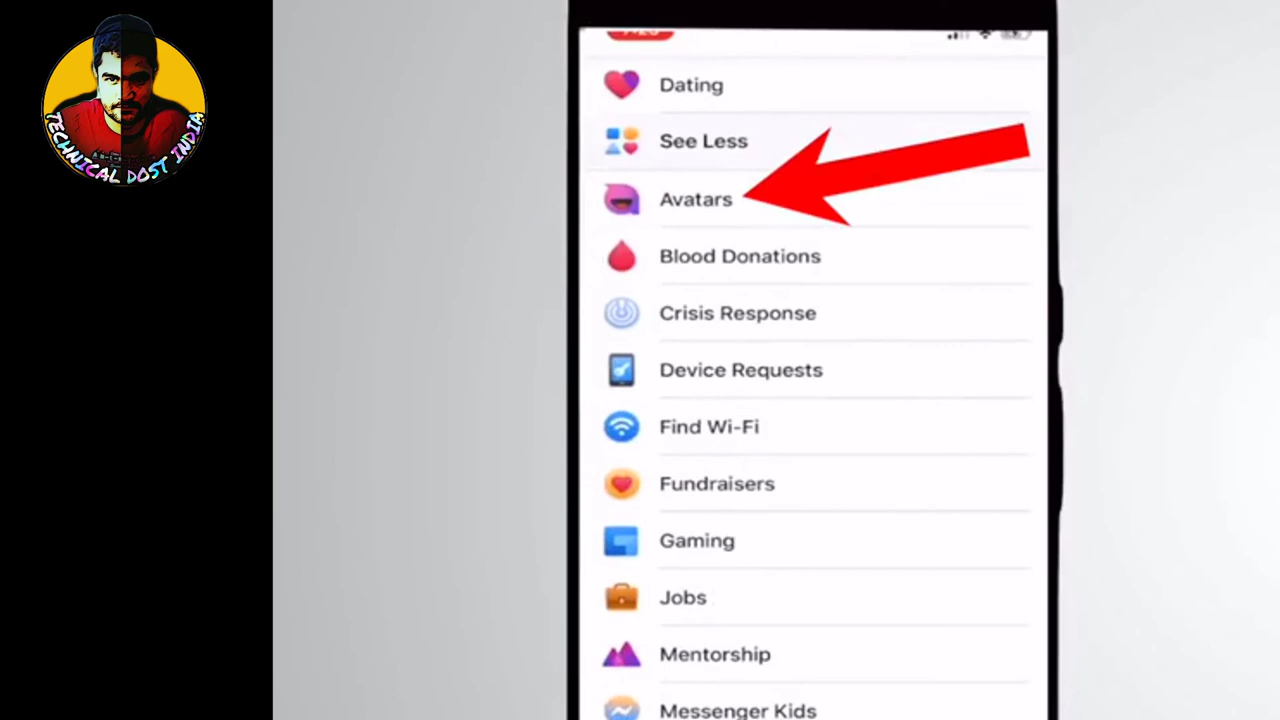 TECHNICAL DOST INDIA
Dating
See Less
Avatars
Blood Donations
Crisis Response
Device Requests
Find Wi-Fi
Fundraisers
Gaming
Jobs
Mentorship
Messenger Kids